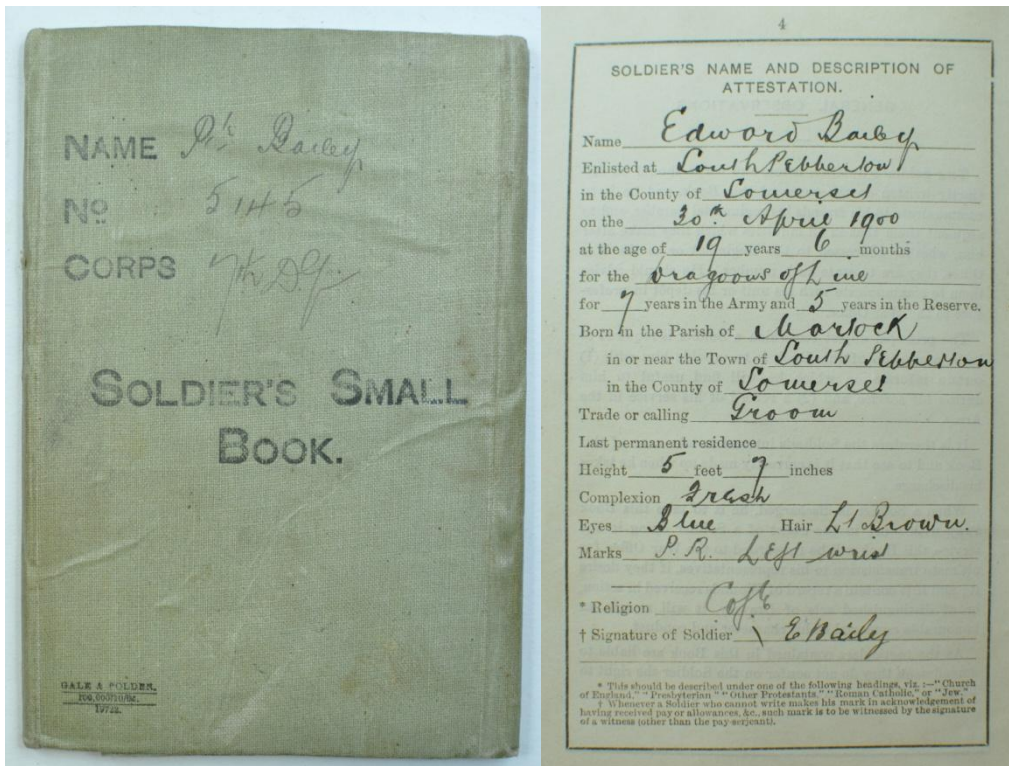 NAME Pt Bailey
No 5145
CORPS 7th D.G.
SOLDIER'S SMALL
BOOK.
GALE & POLDEN,
4
SOLDIER'S NAME AND DESCRIPTION OF
ATTESTATION.
Name Edward Baily
Enlisted at South Pebberton
in the County of Somerset
on the 30th April 1900
at the age of 19 years 6 months
for the Dragoons of Line
for 7 years in the Army and 5 years in the Reserve.
Born in the Parish of Martock
in or near the Town of South Pebberton
in the County of Somerset
Trade or calling Groom
Last permanent residence
Height 5 feet 7 inches
Complexion Fresh
Eyes Blue Hair Lt Brown.
Marks P.R. Left wrist
* Religion C of E
† Signature of Soldier \ E Baily
* This should be described under one of the following headings, viz. :—"Church
of England," "Presbyterian" "Other Protestants," "Roman Catholic," or "Jew."
† Whenever a Soldier who cannot write makes his mark in acknowledgement of
having received pay or allowances, &c., such mark is to be witnessed by the signature
of a witness (other than the pay-serjeant).